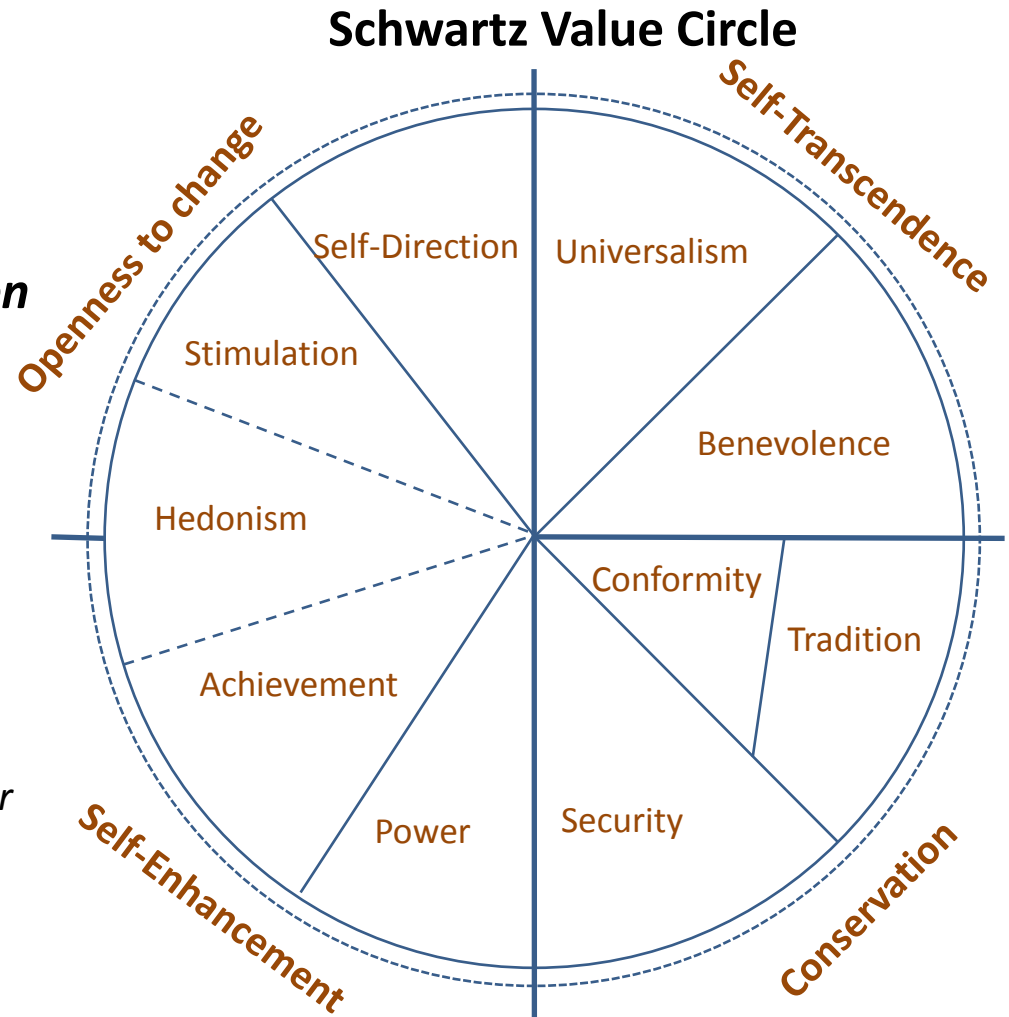 Schwartz Value Circle
Self-Transcendence
Openness to change
Self-Direction
Universalism
n
Stimulation
Benevolence
Hedonism
Conformity
Tradition
Achievement
r
Power
Security
Self-Enhancement
Conservation